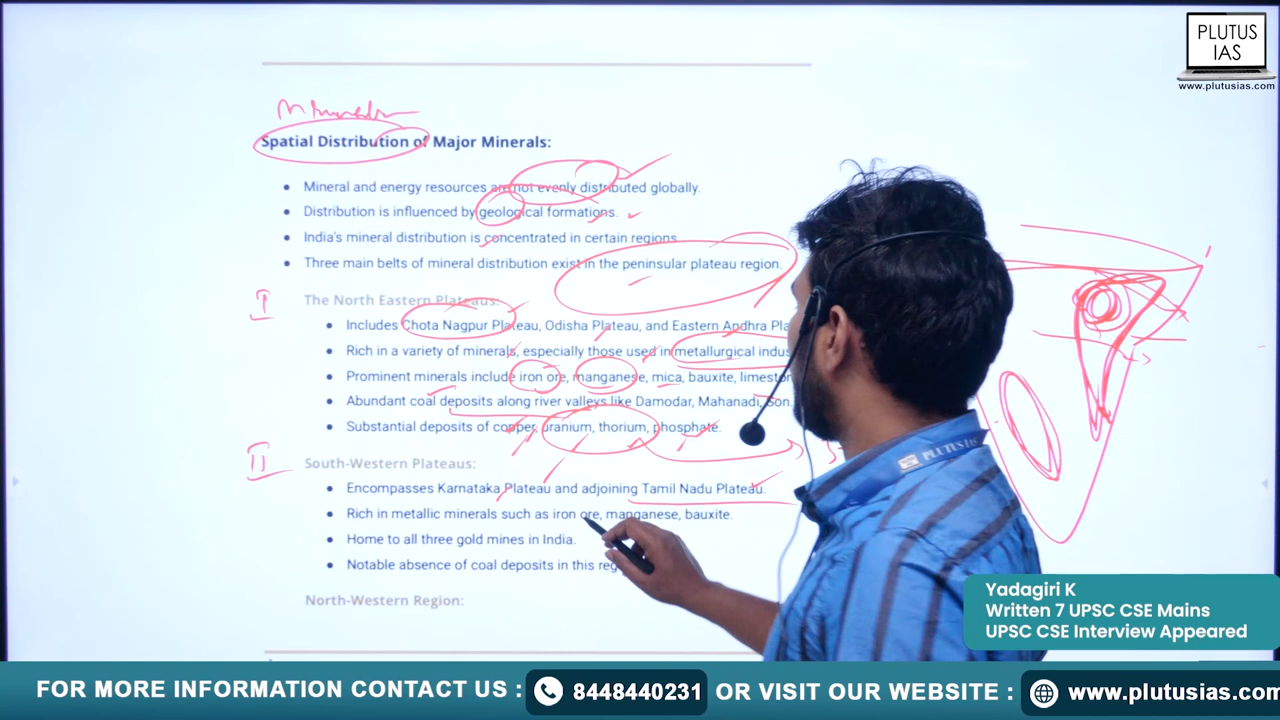 PLUTUS
IAS
www.plutusias.com
Spatial Distribution of Major Minerals:
Mineral and energy resources are not evenly distributed globally.
Distribution is influenced by geological formations.
India's mineral distribution is concentrated in certain regions.
Three main belts of mineral distribution exist in the peninsular plateau region.
I
The North Eastern Plateaus:
Includes Chota Nagpur Plateau, Odisha Plateau, and Eastern Andhra Pla
Rich in a variety of minerals, especially those used in metallurgical indus
Prominent minerals include iron ore, manganese, mica, bauxite, limeston
Abundant coal deposits along river valleys like Damodar, Mahanadi, Son.
Substantial deposits of copper, uranium, thorium, phosphate.
II
South-Western Plateaus:
Encompasses Karnataka Plateau and adjoining Tamil Nadu Plateau.
Rich in metallic minerals such as iron ore, manganese, bauxite.
Home to all three gold mines in India.
Notable absence of coal deposits in this reg
North-Western Region:
PLUTUS IAS
Yadagiri K
Written 7 UPSC CSE Mains
UPSC CSE Interview Appeared
FOR MORE INFORMATION CONTACT US : 8448440231 OR VISIT OUR WEBSITE : www.plutusias.com